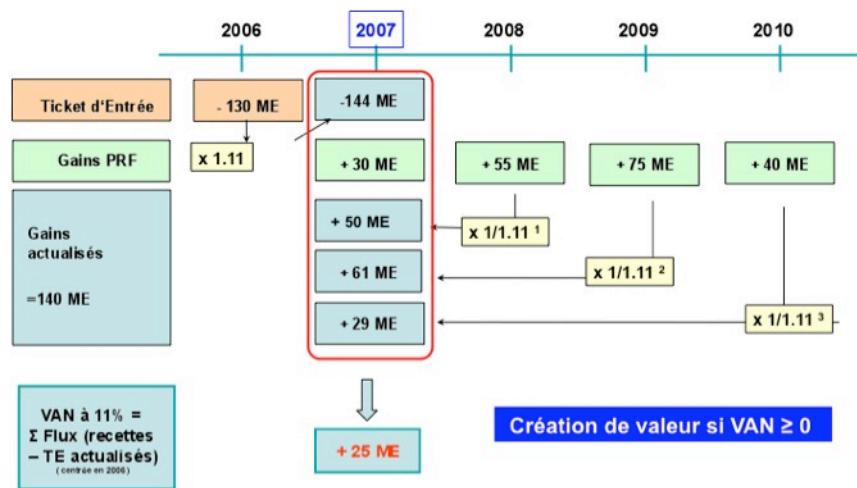 2006 2007 2008 2009 2010
Ticket d'Entrée - 130 ME -144 ME
x 1.11
Gains PRF + 30 ME + 55 ME + 75 ME + 40 ME
Gains
actualisés
=140 ME
+ 50 ME x 1/1.11 ¹
+ 61 ME x 1/1.11 ²
+ 29 ME x 1/1.11 ³
VAN à 11% =
Σ Flux (recettes
– TE actualisés)
( centrée en 2006 )
+ 25 ME
Création de valeur si VAN ≥ 0